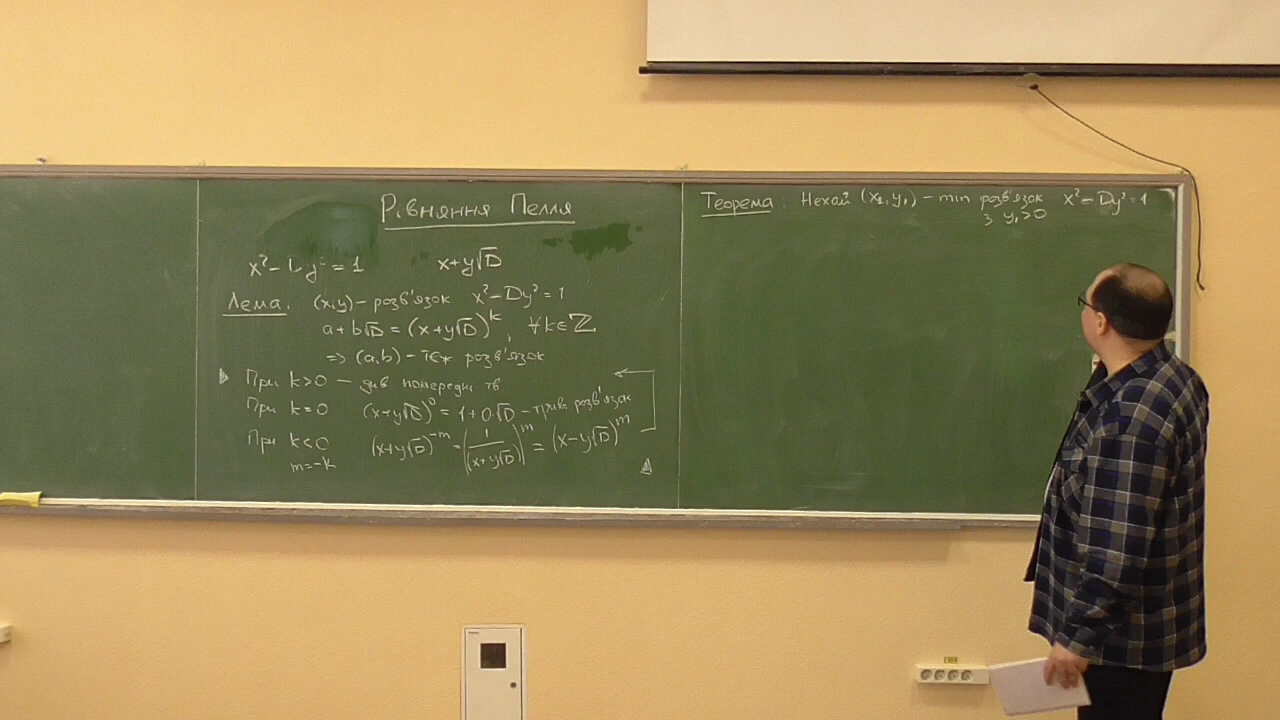 Рівняння Пелля
x² - Dy² = 1 x+y√D
Лема. (x,y) – розв'язок x² - Dy² = 1
a + b√D = (x+y√D)^k, ∀k∈ℤ
=> (a,b) – теж розв'язок
При k>0 – див попередн тв
При k=0 (x+y√D)^0 = 1+0·√D – трив. розв'язок
При k<0 (x+y√D)^-m = (1/(x+y√D))^m = (x-y√D)^m
m=-k
Теорема: Нехай (x₁,y₁) – min розв'язок x² - Dy² = 1
з y₁>0